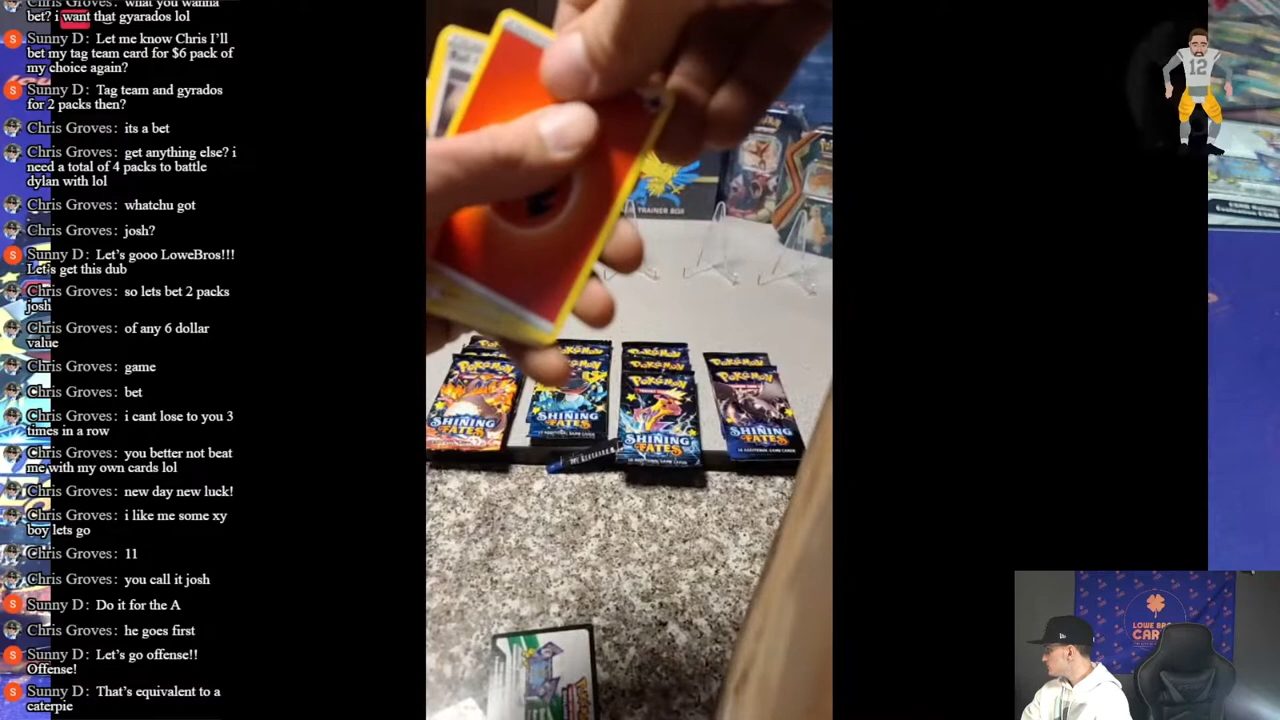 Chris Groves: what you wanna
bet? i want that gyarados lol
Sunny D: Let me know Chris I'll
bet my tag team card for $6 pack of
my choice again?
Sunny D: Tag team and gyrados
for 2 packs then?
Chris Groves: its a bet
Chris Groves: get anything else? i
need a total of 4 packs to battle
dylan with lol
Chris Groves: whatchu got
Chris Groves: josh?
Sunny D: Let's gooo LoweBros!!!
Let's get this dub
Chris Groves: so lets bet 2 packs
josh
Chris Groves: of any 6 dollar
value
Chris Groves: game
Chris Groves: bet
Chris Groves: i cant lose to you 3
times in a row
Chris Groves: you better not beat
me with my own cards lol
Chris Groves: new day new luck!
Chris Groves: i like me some xy
boy lets go
Chris Groves: 11
Chris Groves: you call it josh
Sunny D: Do it for the A
Chris Groves: he goes first
Sunny D: Let's go offense!!
Offense!
Sunny D: That's equivalent to a
caterpie
TRAINER BOX
POKéMON
SHINING
FATES
POKéMON
SHINING
FATES
POKéMON
SHINING
FATES
10 ADDITIONAL GAME CARDS
POKéMON
SHINING
FATES
12
LOWE BRO
CAR